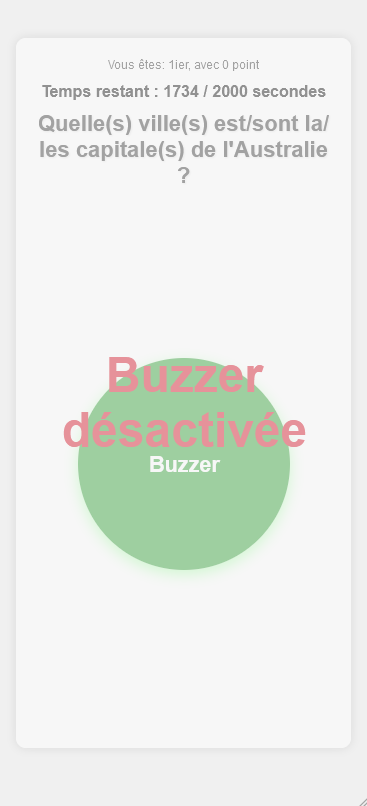 Vous êtes: 1ier, avec 0 point
Temps restant : 1734 / 2000 secondes
Quelle(s) ville(s) est/sont la/
les capitale(s) de l'Australie
?
Buzzer
désactivée
Buzzer